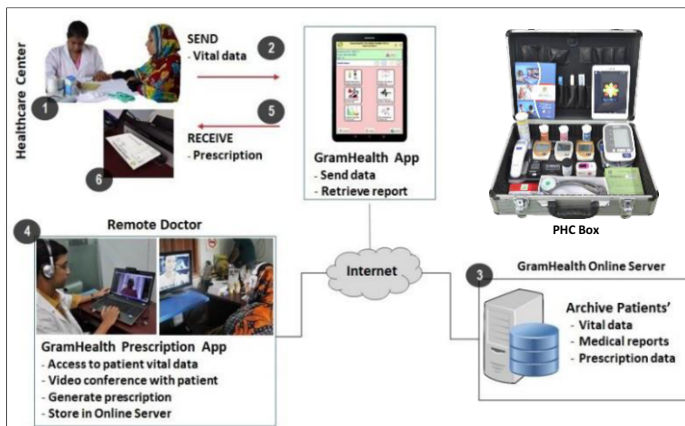 Healthcare Center
1
SEND
- Vital data
2
5
RECEIVE
- Prescription
6
GramHealth App
- Send data
- Retrieve report
PHC Box
4
Remote Doctor
GramHealth Prescription App
- Access to patient vital data
- Video conference with patient
- Generate prescription
- Store in Online Server
Internet
3
GramHealth Online Server
Archive Patients'
- Vital data
- Medical reports
- Prescription data